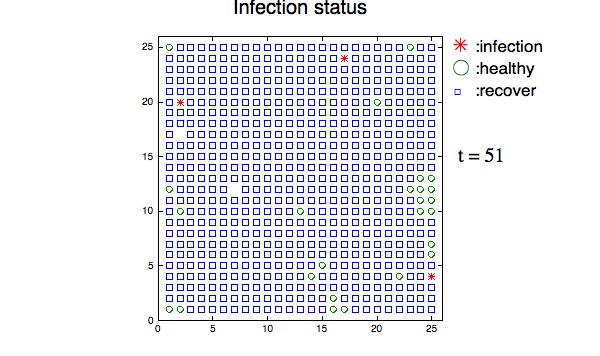 Infection status
:infection
:healthy
:recover
t = 51
25
20
15
10
5
0
0 5 10 15 20 25